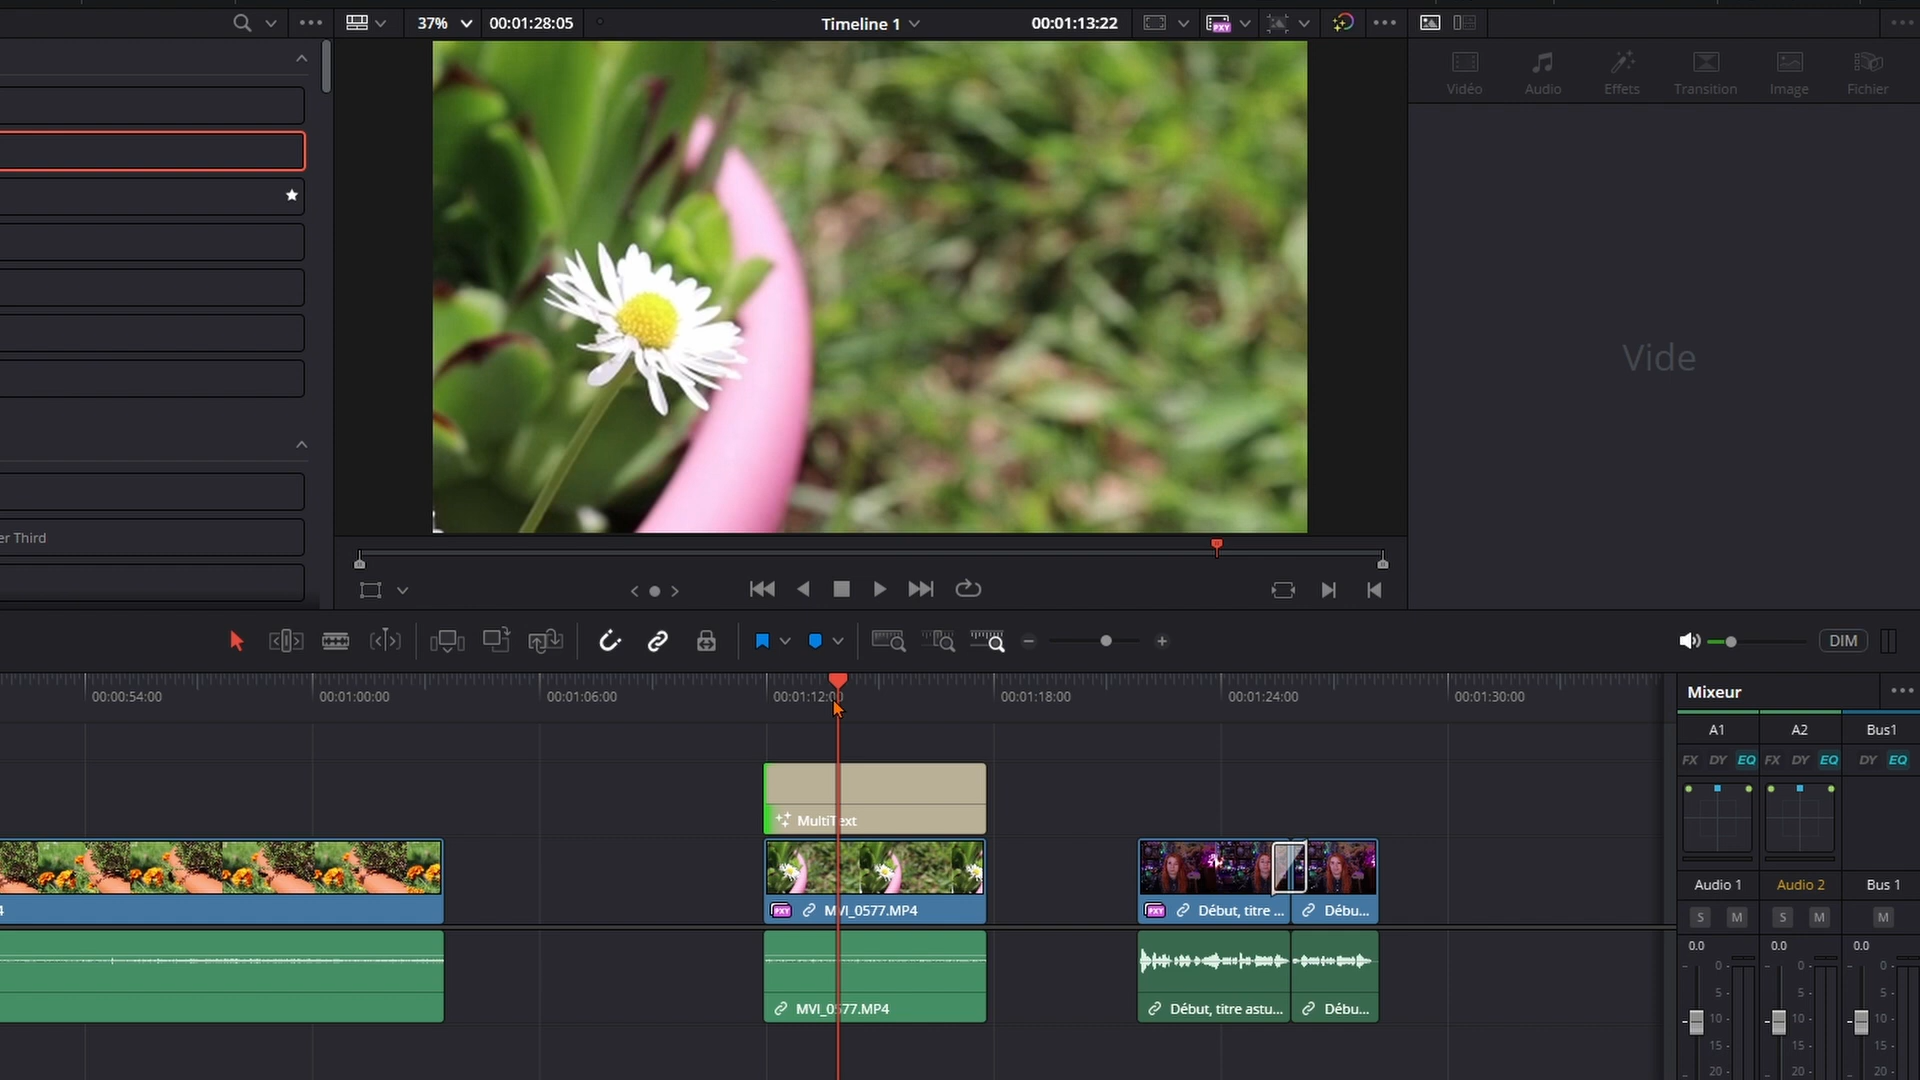 37%
00:01:28:05
Timeline 1
00:01:13:22
PXY
Vidéo
Audio
Effets
Transition
Image
Fichier
Vide
er Third
DIM
00:00:54:00
00:01:00:00
00:01:06:00
00:01:12:00
00:01:18:00
00:01:24:00
00:01:30:00
MultiText
4
PXY
MVI_0577.MP4
PXY
Début, titre ...
Débu...
MVI_0577.MP4
Début, titre astu...
Débu...
Mixeur
A1
A2
Bus1
FX DY EQ
FX DY EQ
DY EQ
Audio 1
Audio 2
Bus 1
S M
S M
M
0.0
0.0
0.0
0
5
10
15
20
0
5
10
15
20
0
5
10
15
20